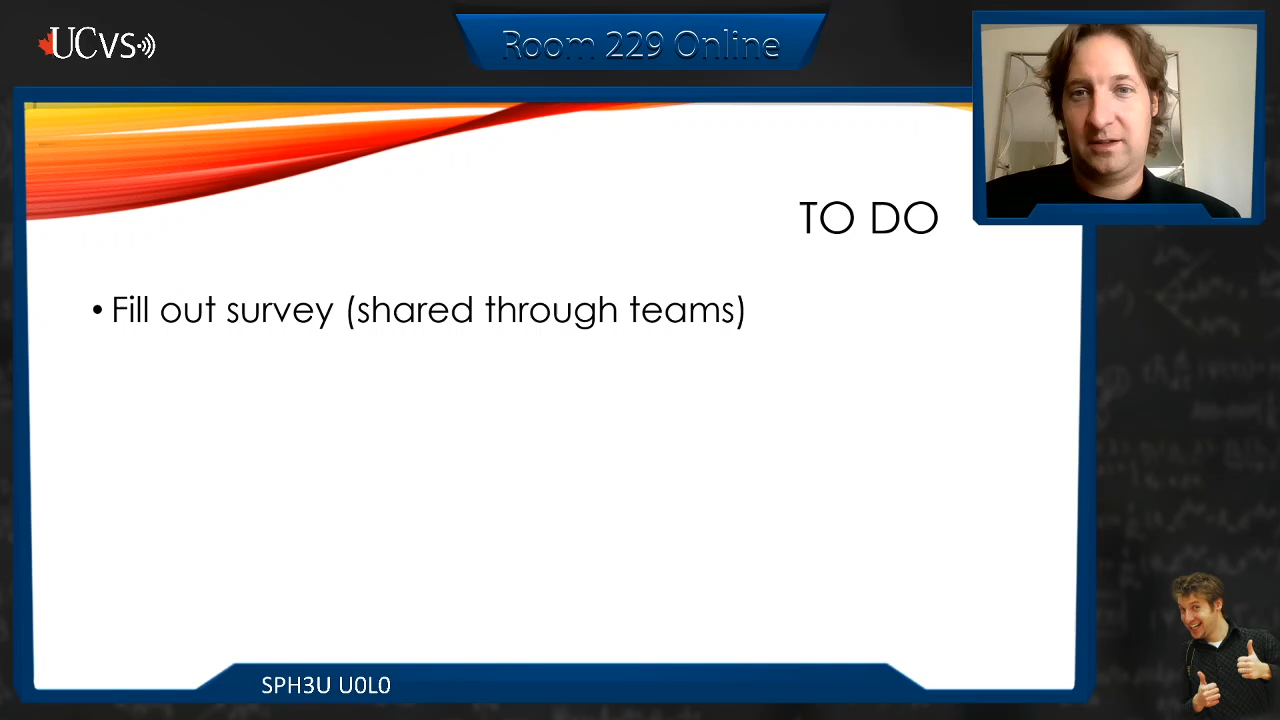 UCvs
Room 229 Online
TO DO
• Fill out survey (shared through teams)
SPH3U U0L0